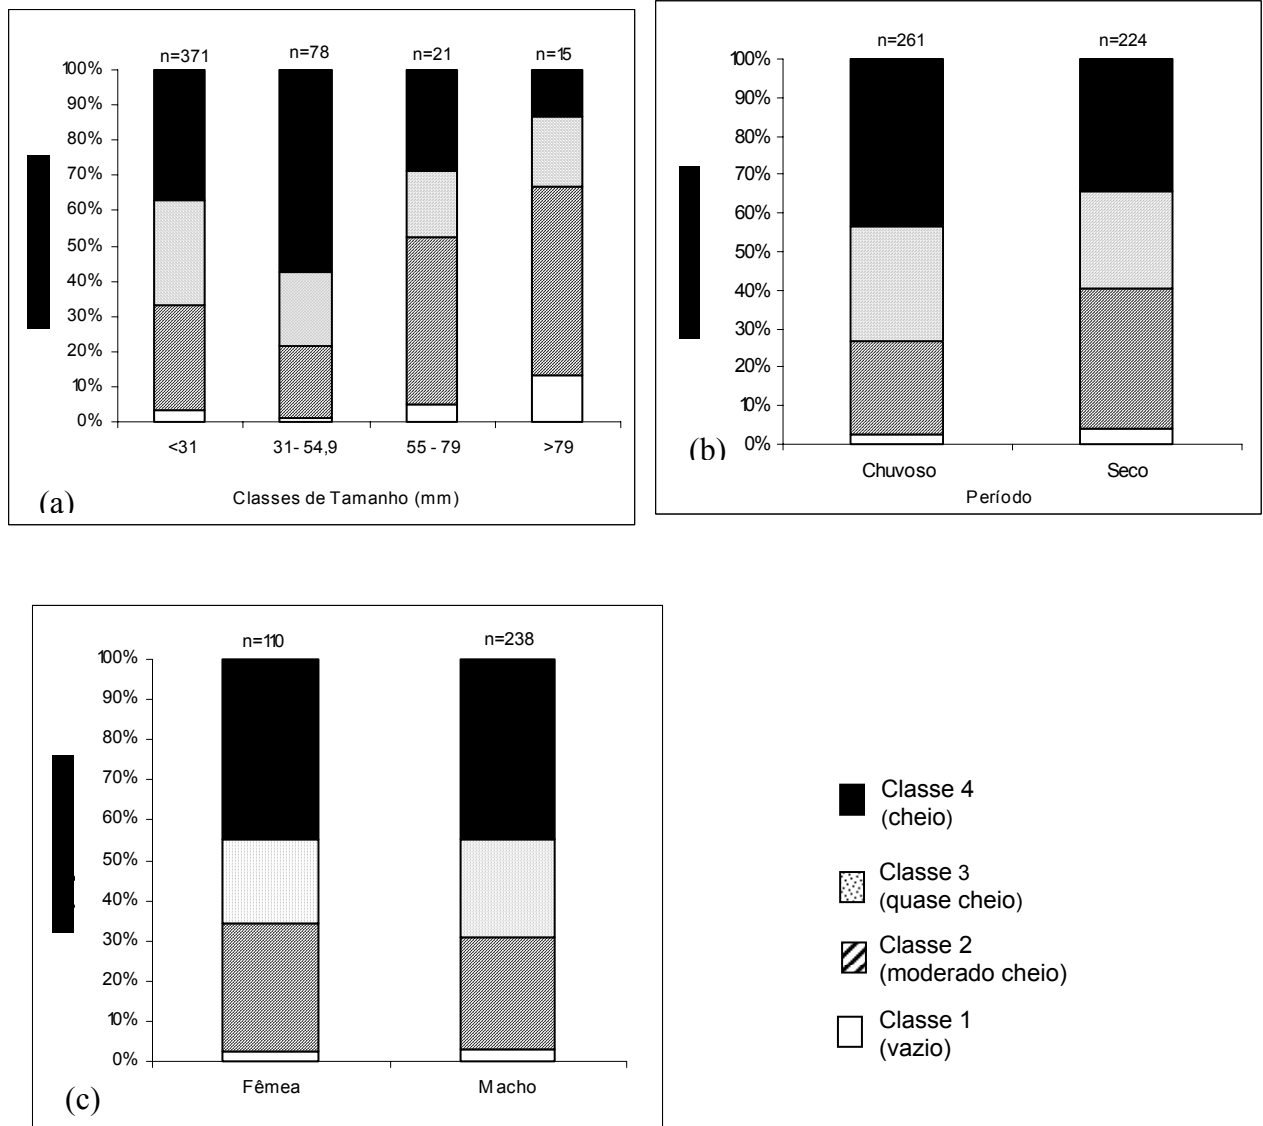 n=371 n=78 n=21 n=15
100%
90%
80%
70%
60%
50%
40%
30%
20%
10%
0%
<31 31-54,9 55-79 >79
Classes de Tamanho (mm)
(a)
n=261 n=224
100%
90%
80%
70%
60%
50%
40%
30%
20%
10%
0%
Chuvoso Seco
Período
(b)
n=110 n=238
100%
90%
80%
70%
60%
50%
40%
30%
20%
10%
0%
Fêmea Macho
(c)
Classe 4
(cheio)
Classe 3
(quase cheio)
Classe 2
(moderado cheio)
Classe 1
(vazio)